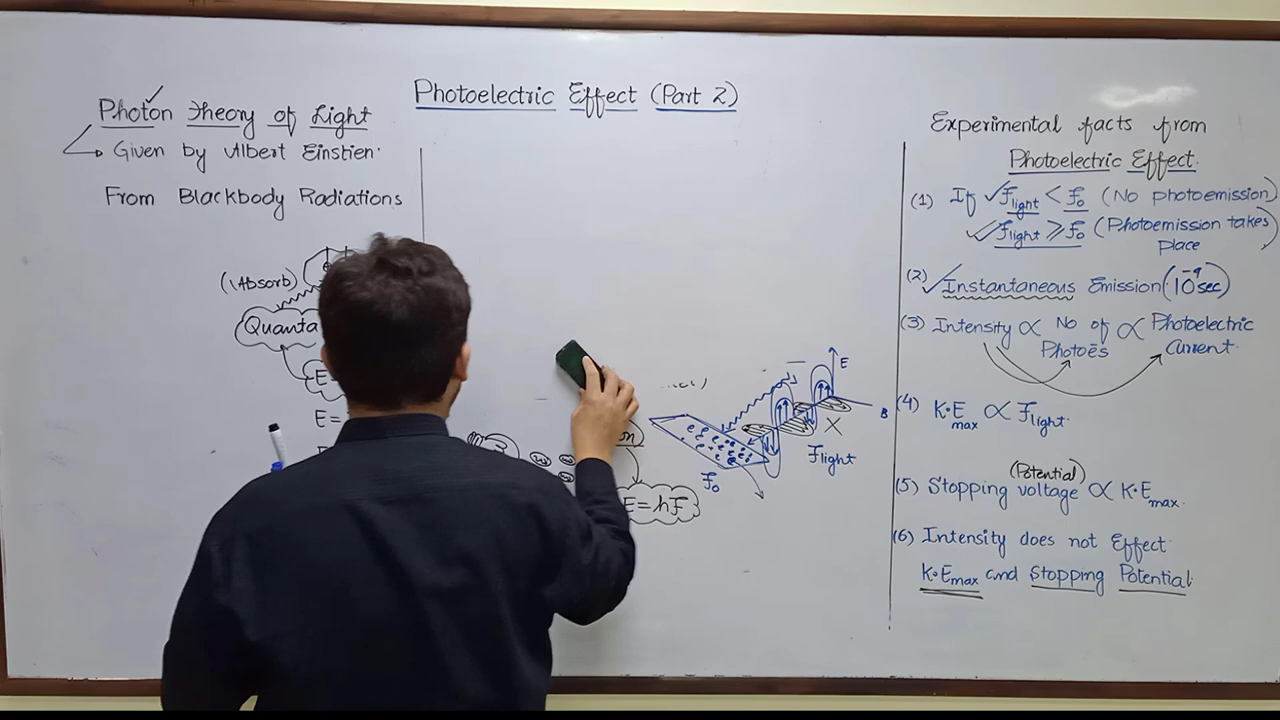 Photoelectric Effect (Part 2)
Photon Theory of Light
Given by Albert Einstien.
From Blackbody Radiations
(Absorb)
Quanta
E=
E=
E=hF
E
B
X
Flight
Fo
Experimental facts from
Photoelectric Effect.
(1) If Flight < Fo (No photoemission)
Flight ⩾ Fo (Photoemission takes
place
(2) Instantaneous Emission (10⁻⁹sec)
(3) Intensity ∝ No of ∝ Photoelectric
Photoēs Current.
(4) K.Emax ∝ Flight.
(Potential)
(5) Stopping voltage ∝ K.Emax.
(6) Intensity does not Effect
K.Emax and Stopping Potential.